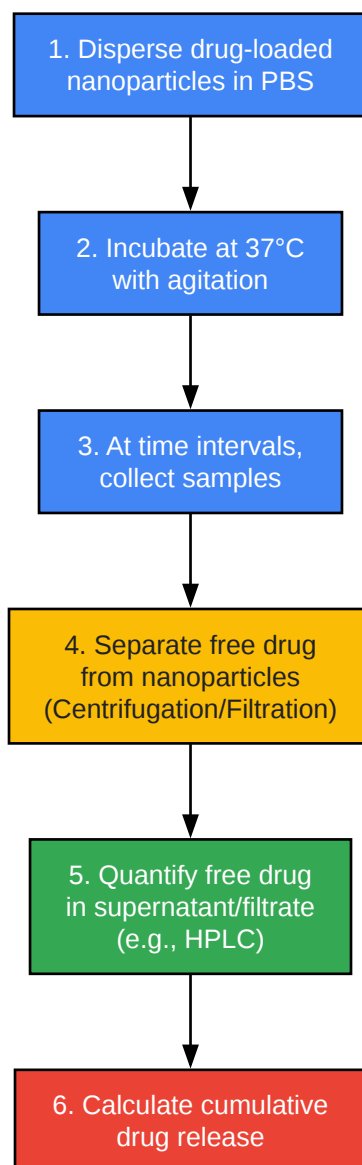 1. Disperse drug-loaded
nanoparticles in PBS
2. Incubate at 37°C
with agitation
3. At time intervals,
collect samples
4. Separate free drug
from nanoparticles
(Centrifugation/Filtration)
5. Quantify free drug
in supernatant/filtrate
(e.g., HPLC)
6. Calculate cumulative
drug release